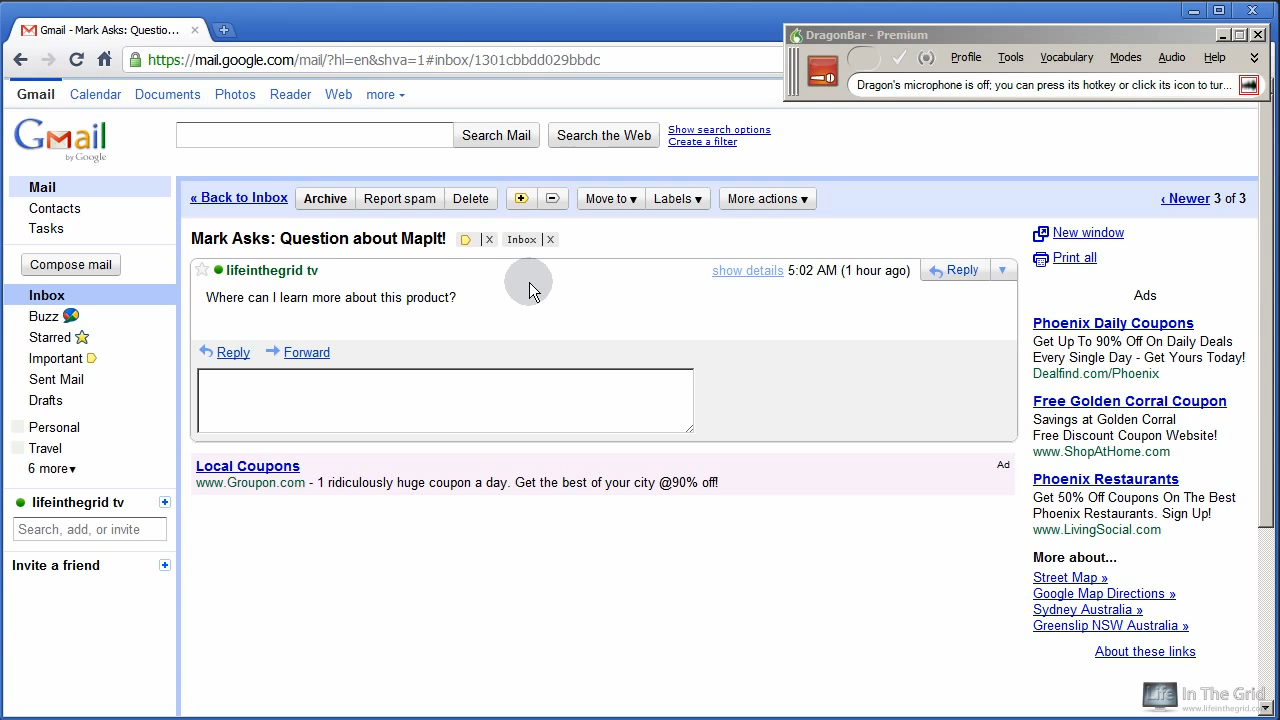 Gmail - Mark Asks: Questio...
DragonBar - Premium
https://mail.google.com/mail/?hl=en&shva=1#inbox/1301cbbdd029bbdc
Profile Tools Vocabulary Modes Audio Help
Dragon's microphone is off; you can press its hotkey or click its icon to tur...
Gmail Calendar Documents Photos Reader Web more
Gmail
by Google
Search Mail Search the Web
Show search options
Create a filter
Mail
Contacts
Tasks
Compose mail
Inbox
Buzz
Starred
Important
Sent Mail
Drafts
Personal
Travel
6 more▾
lifeinthegrid tv
Search, add, or invite
Invite a friend
« Back to Inbox Archive Report spam Delete Move to ▾ Labels ▾ More actions ▾ ‹ Newer 3 of 3
Mark Asks: Question about MapIt! X Inbox X
lifeinthegrid tv show details 5:02 AM (1 hour ago) Reply
Where can I learn more about this product?
Reply Forward
Local Coupons Ad
www.Groupon.com - 1 ridiculously huge coupon a day. Get the best of your city @90% off!
New window
Print all
Ads
Phoenix Daily Coupons
Get Up To 90% Off On Daily Deals
Every Single Day - Get Yours Today!
Dealfind.com/Phoenix
Free Golden Corral Coupon
Savings at Golden Corral
Free Discount Coupon Website!
www.ShopAtHome.com
Phoenix Restaurants
Get 50% Off Coupons On The Best
Phoenix Restaurants. Sign Up!
www.LivingSocial.com
More about...
Street Map »
Google Map Directions »
Sydney Australia »
Greenslip NSW Australia »
About these links
Life In The Grid